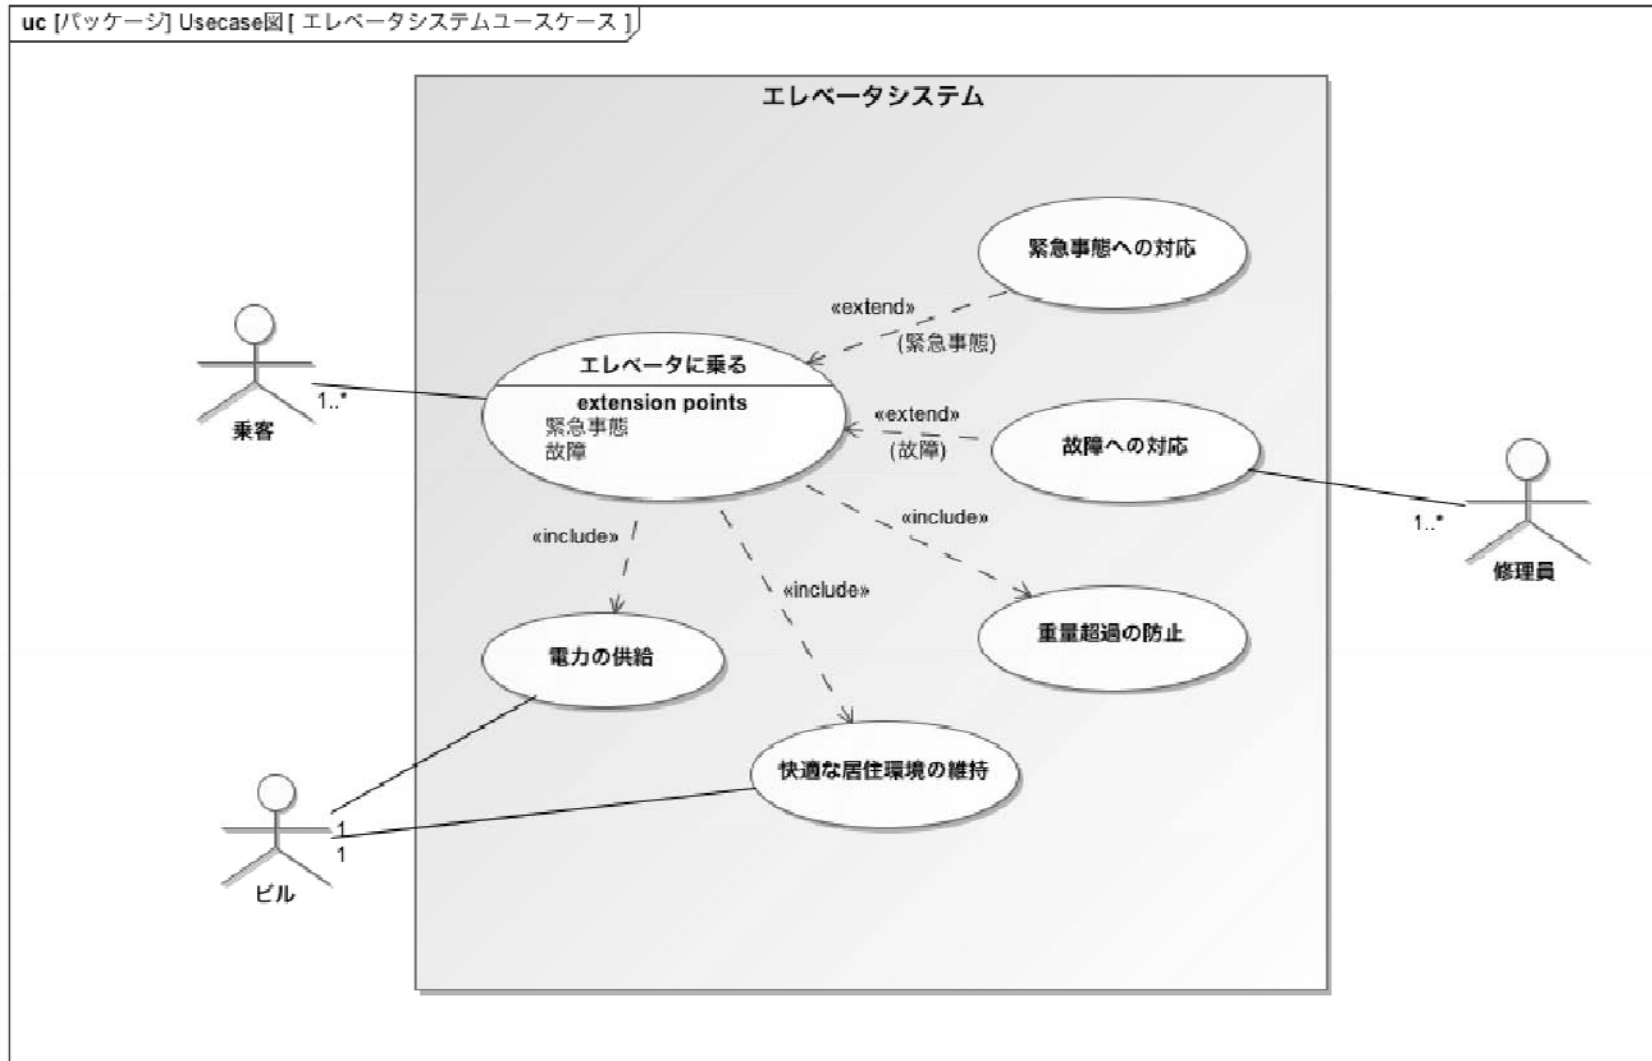 uc [パッケージ] Usecase図 [ エレベータシステムユースケース ]
エレベータシステム
緊急事態への対応
«extend»
(緊急事態)
エレベータに乗る
extension points
緊急事態
故障
1..*
乗客
«extend»
(故障)
故障への対応
1..*
修理員
«include»
«include»
«include»
重量超過の防止
電力の供給
快適な居住環境の維持
1
1
ビル